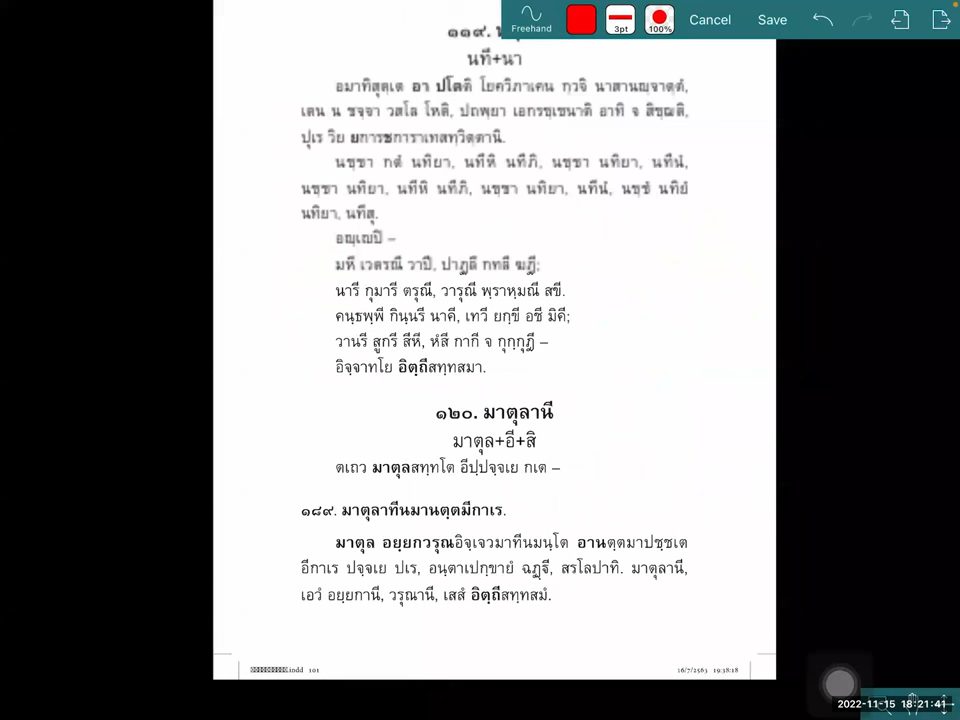 Freehand 3pt 100% Cancel Save
๑๑๙.
นที+นา
อมาทิสุตฺเต อา ปโตติ โยควิภาเคน กฺวจิ นาสานญฺจาตฺตํ,
เตน น ชจฺจา วสโล โหติ, ปถพฺยา เอกรชฺเชนาติ อาทิ จ สิชฺฌติ,
ปุเร วิย ยการชการาเทสทฺวิตฺตานิ.
นชฺชา กตํ นทิยา, นทีหิ นทีภิ, นชฺชา นทิยา, นทีนํ,
นชฺชา นทิยา, นทีหิ นทีภิ, นชฺชา นทิยา, นทีนํ, นชฺชํ นทิยํ
นทิยา, นทีสุ.
อญฺเญปิ –
มหี เวตรณี วาปี, ปาฏลี กทลี ฆฏี;
นารี กุมารี ตรุณี, วารุณี พฺราหฺมณี สขี.
คนฺธพฺพี กินฺนรี นาคี, เทวี ยกฺขี อชี มิคี;
วานรี สูกรี สีหี, หํสี กากี จ กุกฺกุฏี –
อิจฺจาทโย อิตฺถีสทฺทสมา.
๑๒๐. มาตุลานี
มาตุล+อี+สิ
ตเถว มาตุลสทฺทโต อีปฺปจฺจเย กเต –
๑๘๙. มาตุลาทีนมานตฺตมีกาเร.
มาตุล อยฺยกวรุณอิจฺเจวมาทีนมนฺโต อานตฺตมาปชฺชเต
อีกาเร ปจฺจเย ปเร, อนฺตาเปกฺขายํ ฉฏฺฐี, สรโลปาทิ. มาตุลานี,
เอวํ อยฺยกานี, วรุณานี, เสสํ อิตฺถีสทฺทสมํ.
.indd 101 16/7/2563 19:38:18
2022-11-15 18:21:41